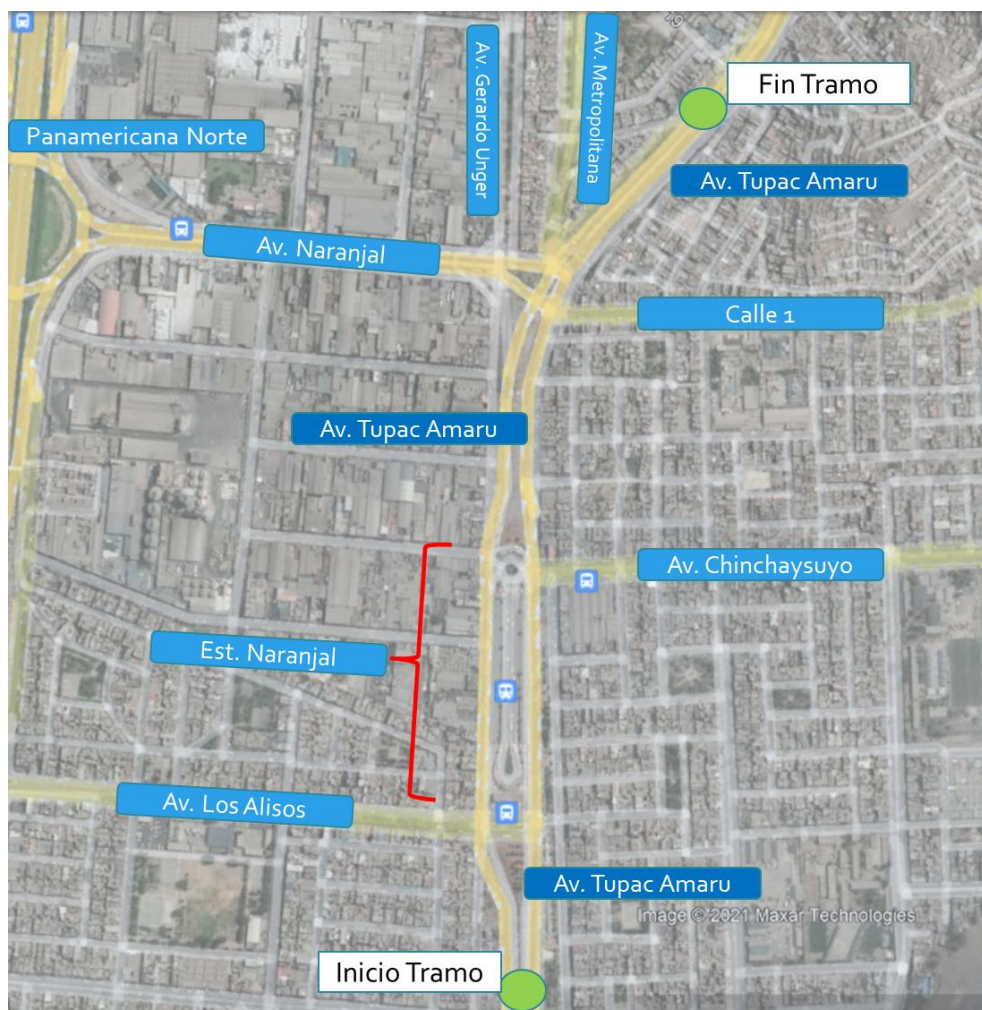 Fin Tramo
Av. Gerardo Unger
Av. Metropolitana
19
Panamericana Norte
Av. Tupac Amaru
Av. Naranjal
Calle 1
Av. Tupac Amaru
Av. Chinchaysuyo
Est. Naranjal
Av. Los Alisos
Av. Tupac Amaru
Image © 2021 Maxar Technologies
Inicio Tramo